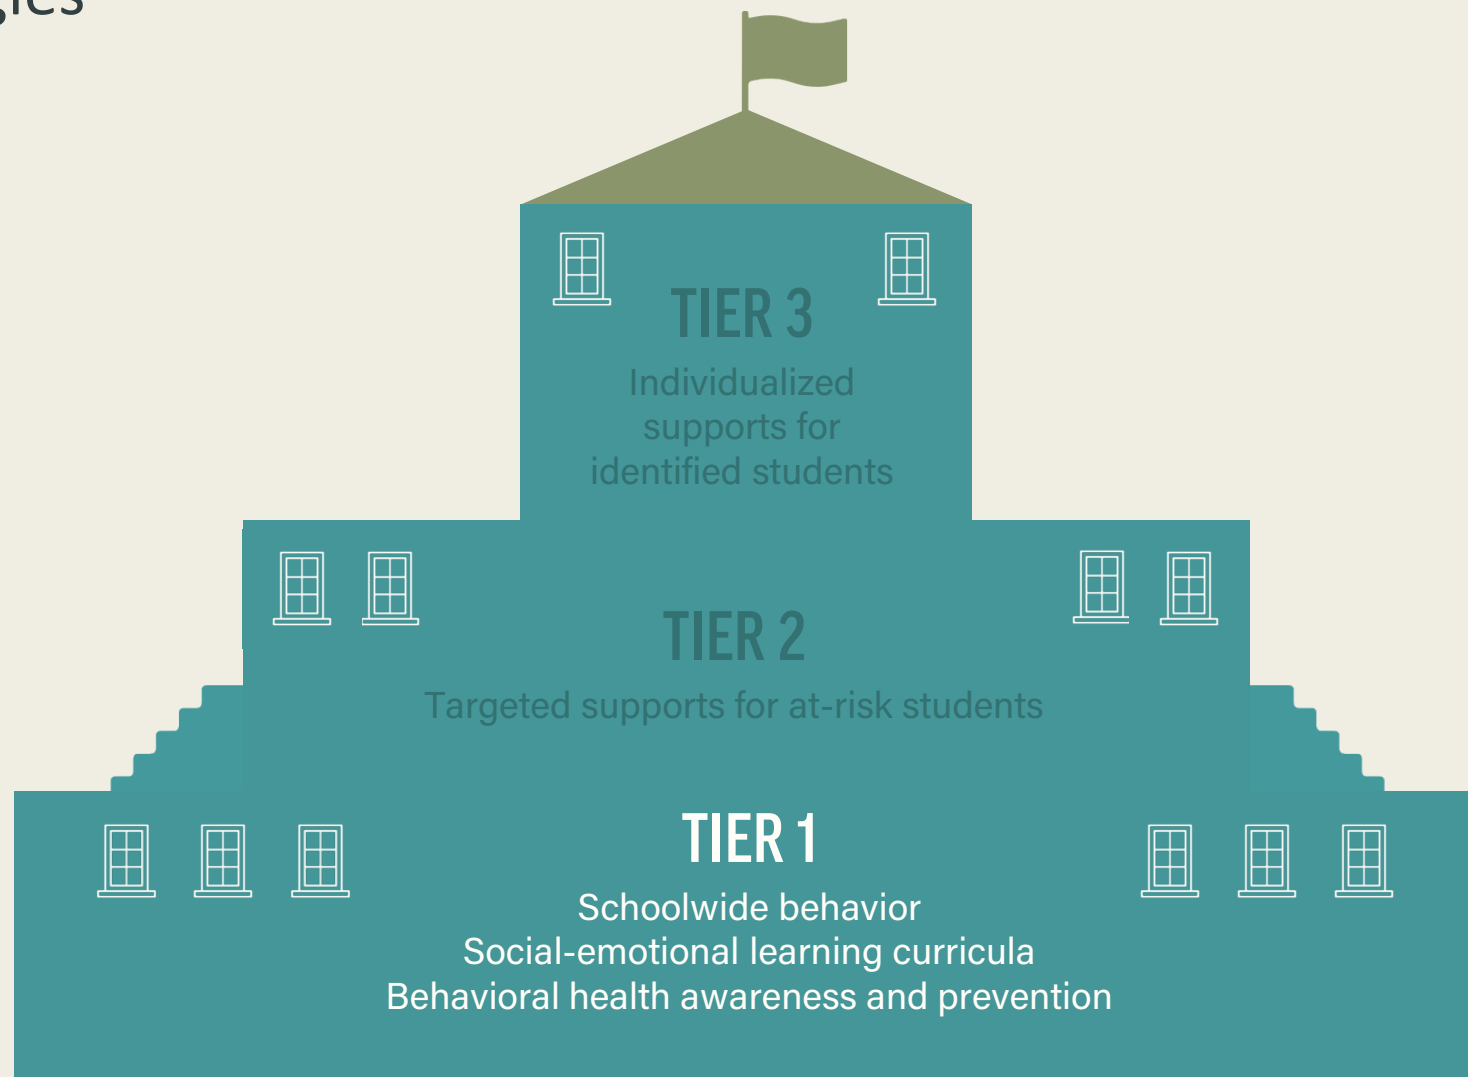 TIER 3
Individualized
supports for
identified students
TIER 2
Targeted supports for at-risk students
TIER 1
Schoolwide behavior
Social-emotional learning curricula
Behavioral health awareness and prevention